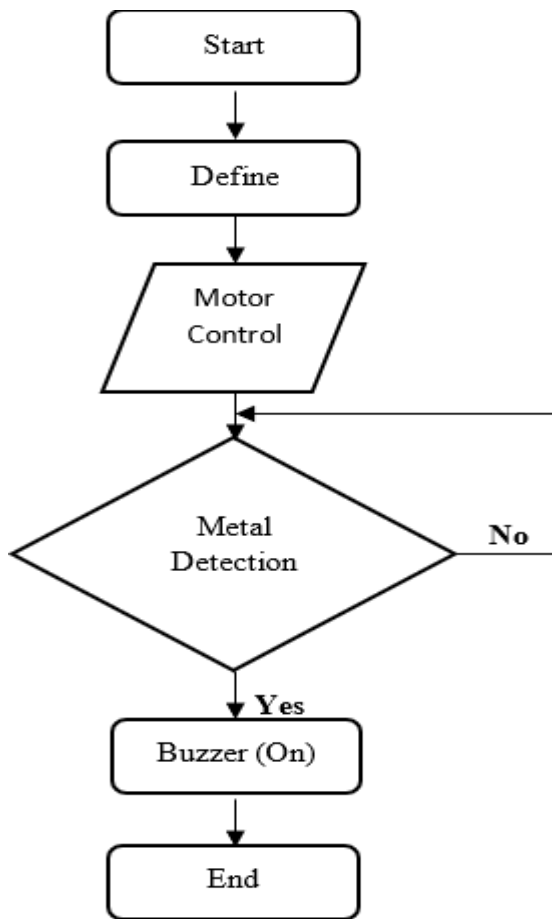 Start
Define
Motor
Control
Metal
Detection
No
Yes
Buzzer (On)
End